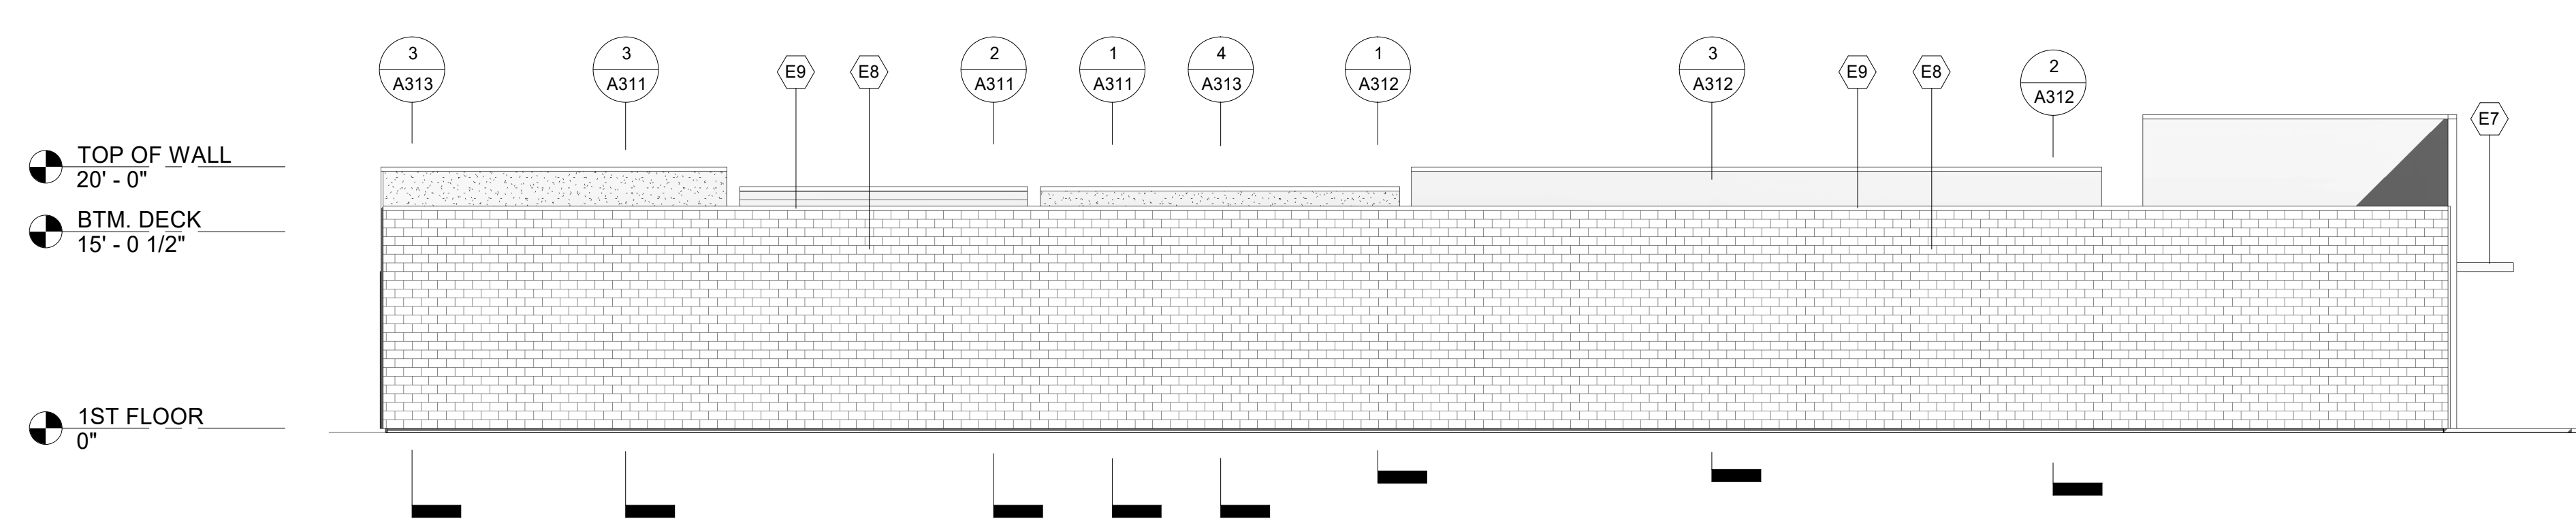 3
A313
3
A311
E9
E8
2
A311
1
A311
4
A313
1
A312
3
A312
E9
E8
2
A312
E7
TOP OF WALL
20' - 0"
BTM. DECK
15' - 0 1/2"
1ST FLOOR
0"